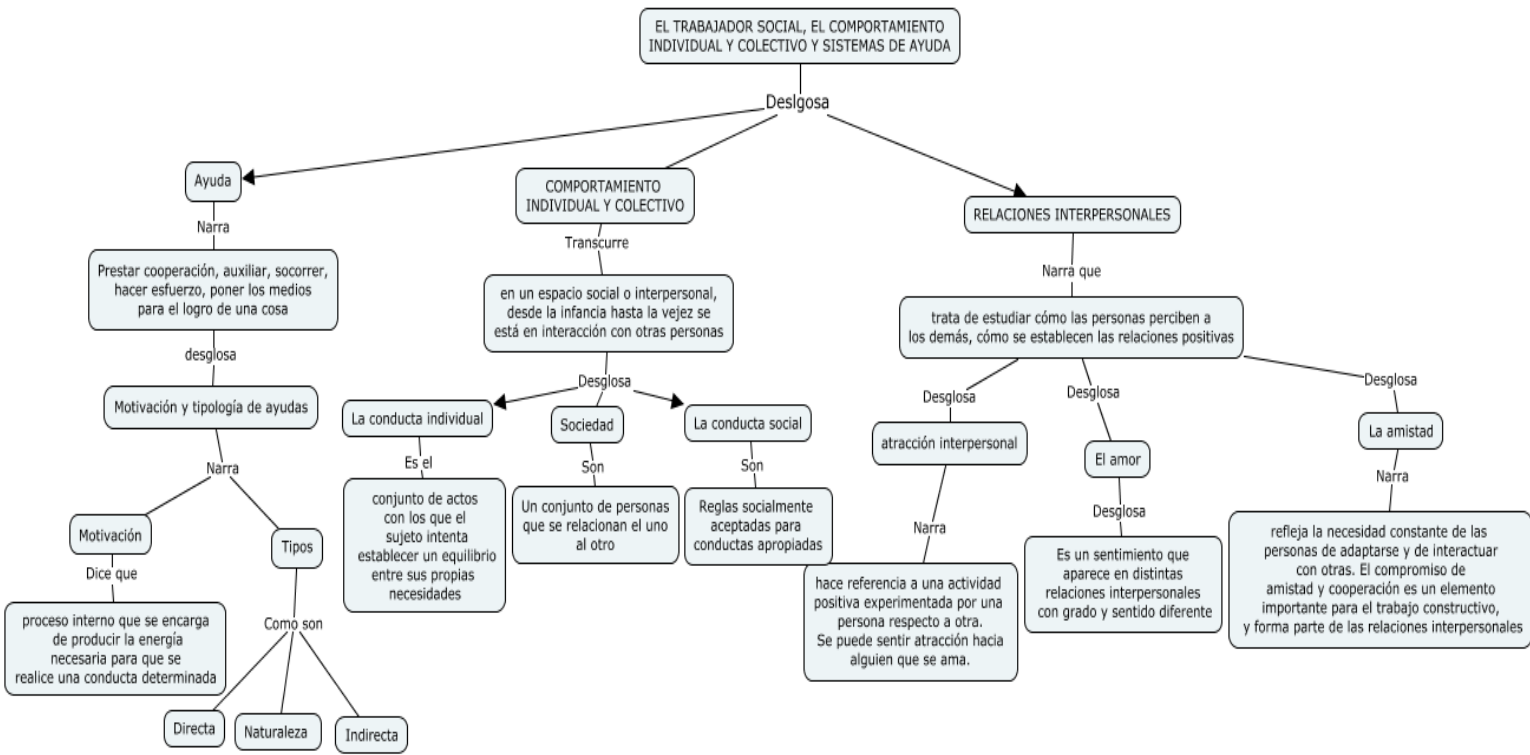 EL TRABAJADOR SOCIAL, EL COMPORTAMIENTO
INDIVIDUAL Y COLECTIVO Y SISTEMAS DE AYUDA
Deslgosa
Ayuda
Narra
Prestar cooperación, auxiliar, socorrer,
hacer esfuerzo, poner los medios
para el logro de una cosa
desglosa
Motivación y tipología de ayudas
Narra
Motivación
Dice que
proceso interno que se encarga
de producir la energía
necesaria para que se
realice una conducta determinada
Tipos
Como son
Directa
Naturaleza
Indirecta
COMPORTAMIENTO
INDIVIDUAL Y COLECTIVO
Transcurre
en un espacio social o interpersonal,
desde la infancia hasta la vejez se
está en interacción con otras personas
Desglosa
La conducta individual
Es el
conjunto de actos
con los que el
sujeto intenta
establecer un equilibrio
entre sus propias
necesidades
Sociedad
Son
Un conjunto de personas
que se relacionan el uno
al otro
La conducta social
Son
Reglas socialmente
aceptadas para
conductas apropiadas
RELACIONES INTERPERSONALES
Narra que
trata de estudiar cómo las personas perciben a
los demás, cómo se establecen las relaciones positivas
Desglosa
atracción interpersonal
Narra
hace referencia a una actividad
positiva experimentada por una
persona respecto a otra.
Se puede sentir atracción hacia
alguien que se ama.
Desglosa
El amor
Desglosa
Es un sentimiento que
aparece en distintas
relaciones interpersonales
con grado y sentido diferente
Desglosa
La amistad
Narra
refleja la necesidad constante de las
personas de adaptarse y de interactuar
con otras. El compromiso de
amistad y cooperación es un elemento
importante para el trabajo constructivo,
y forma parte de las relaciones interpersonales